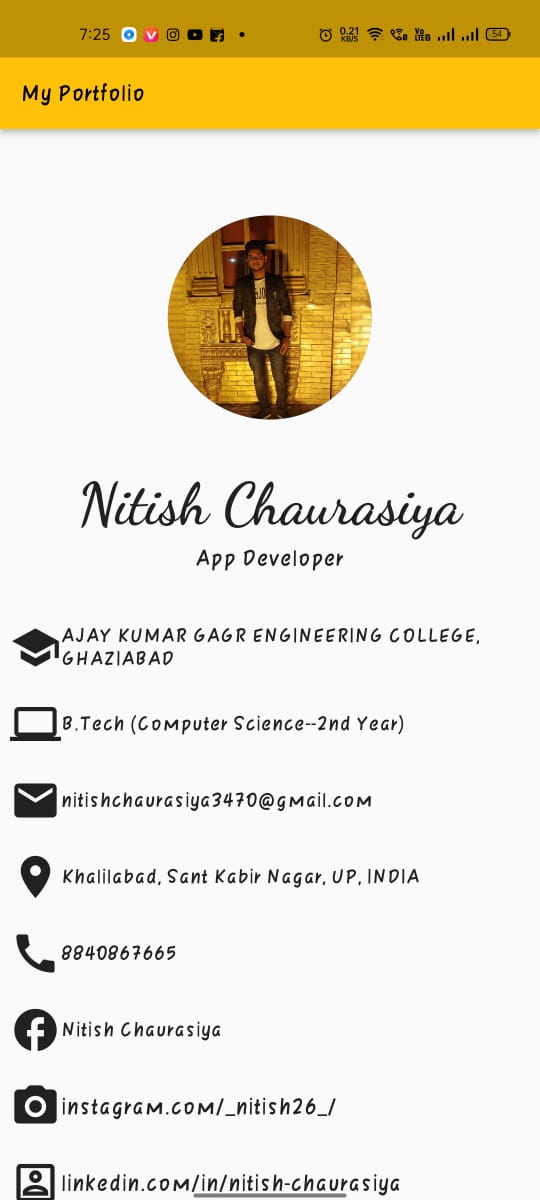 7:25
0.21
KB/S
Vo
LTE
54
My Portfolio
Nitish Chaurasiya
App Developer
AJAY KUMAR GAGR ENGINEERING COLLEGE,
GHAZIABAD
B.Tech (Computer Science--2nd Year)
nitishchaurasiya3470@gmail.com
Khalilabad, Sant Kabir Nagar, UP, INDIA
8840867665
Nitish Chaurasiya
instagram.com/_nitish26_/
linkedin.com/in/nitish-chaurasiya